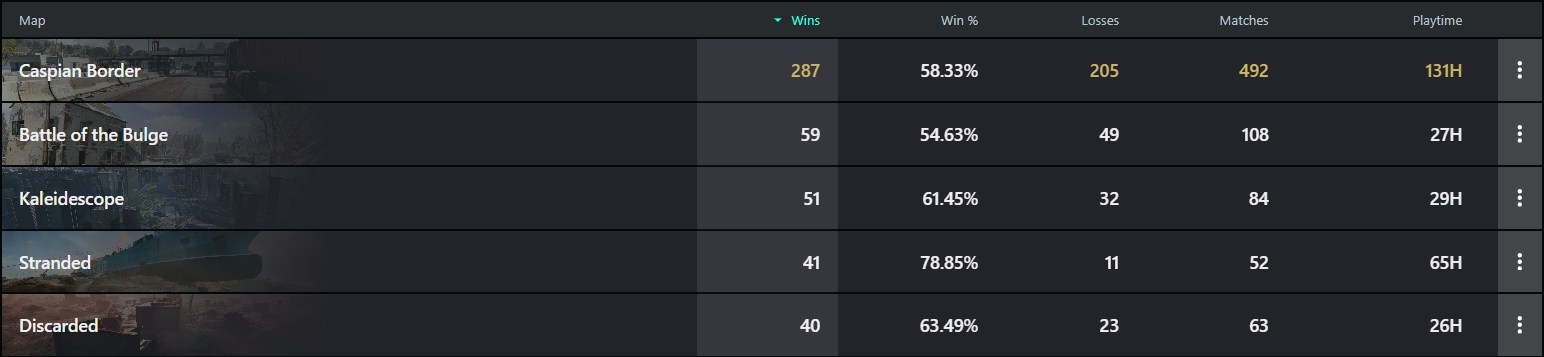 Map Wins Win % Losses Matches Playtime
Caspian Border 287 58.33% 205 492 131H
Battle of the Bulge 59 54.63% 49 108 27H
Kaleidescope 51 61.45% 32 84 29H
Stranded 41 78.85% 11 52 65H
Discarded 40 63.49% 23 63 26H